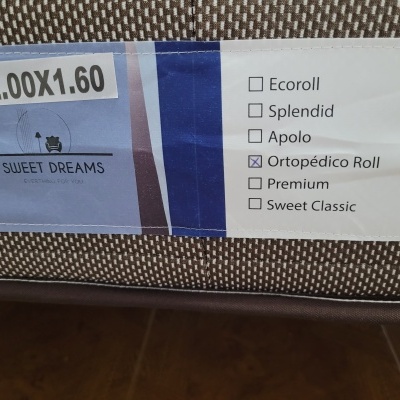 .00X1.60
SWEET DREAMS
Ecoroll
Splendid
Apolo
Ortopédico Roll
Premium
Sweet Classic